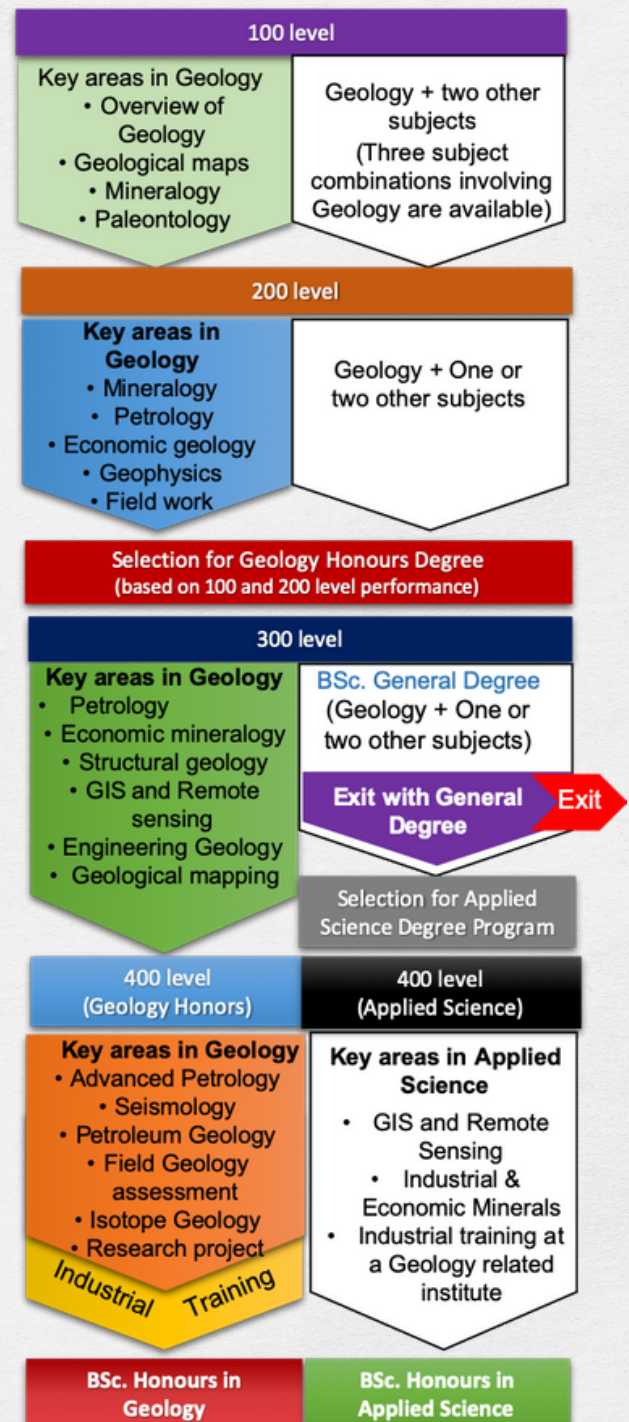 100 level
Key areas in Geology
• Overview of
Geology
• Geological maps
• Mineralogy
• Paleontology
Geology + two other
subjects
(Three subject
combinations involving
Geology are available)
200 level
Key areas in
Geology
• Mineralogy
• Petrology
• Economic geology
• Geophysics
• Field work
Geology + One or
two other subjects
Selection for Geology Honours Degree
(based on 100 and 200 level performance)
300 level
Key areas in Geology
• Petrology
• Economic mineralogy
• Structural geology
• GIS and Remote
sensing
• Engineering Geology
• Geological mapping
BSc. General Degree
(Geology + One or
two other subjects)
Exit with General
Degree
Exit
Selection for Applied
Science Degree Program
400 level
(Geology Honors)
Key areas in Geology
• Advanced Petrology
• Seismology
• Petroleum Geology
• Field Geology
assessment
• Isotope Geology
• Research project
Industrial Training
400 level
(Applied Science)
Key areas in Applied
Science
• GIS and Remote
Sensing
• Industrial &
Economic Minerals
• Industrial training at
a Geology related
institute
BSc. Honours in
Geology
BSc. Honours in
Applied Science